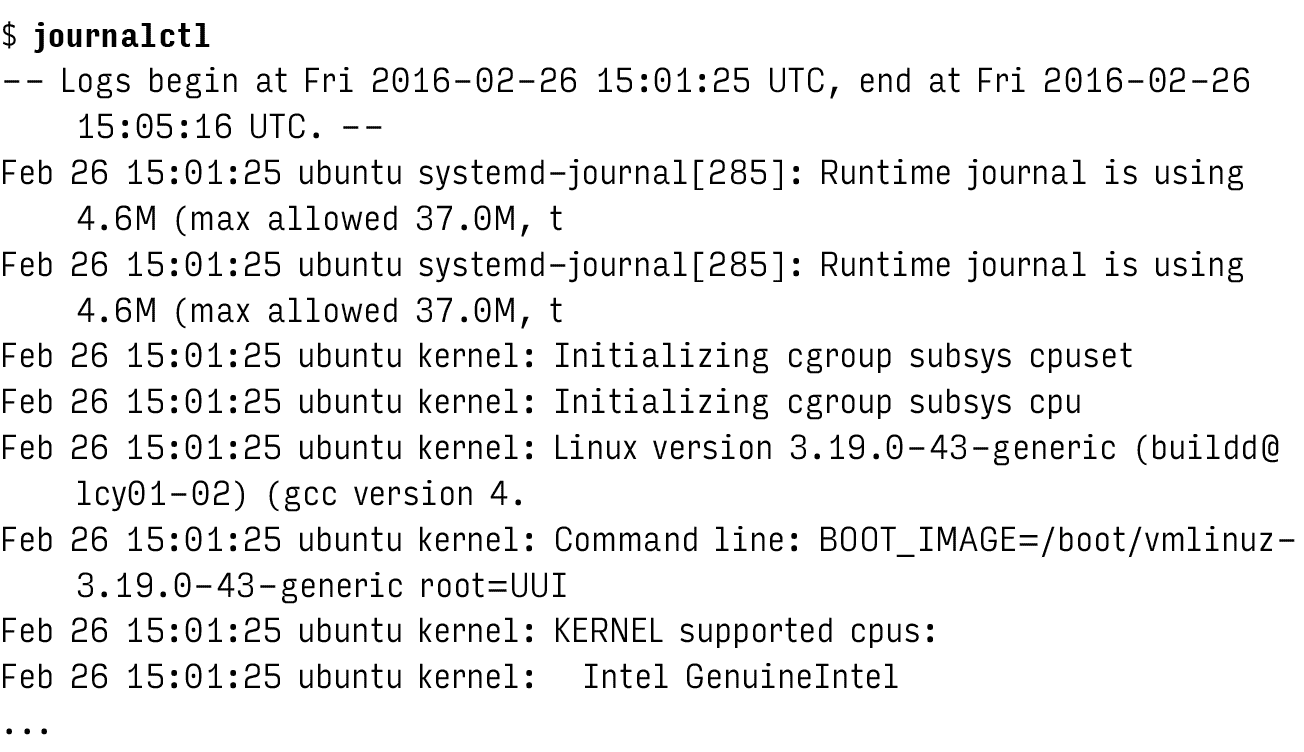 $ journalctl
-- Logs begin at Fri 2016-02-26 15:01:25 UTC, end at Fri 2016-02-26
15:05:16 UTC. --
Feb 26 15:01:25 ubuntu systemd-journal[285]: Runtime journal is using
4.6M (max allowed 37.0M, t
Feb 26 15:01:25 ubuntu systemd-journal[285]: Runtime journal is using
4.6M (max allowed 37.0M, t
Feb 26 15:01:25 ubuntu kernel: Initializing cgroup subsys cpuset
Feb 26 15:01:25 ubuntu kernel: Initializing cgroup subsys cpu
Feb 26 15:01:25 ubuntu kernel: Linux version 3.19.0-43-generic (buildd@
lcy01-02) (gcc version 4.
Feb 26 15:01:25 ubuntu kernel: Command line: BOOT_IMAGE=/boot/vmlinuz-
3.19.0-43-generic root=UUI
Feb 26 15:01:25 ubuntu kernel: KERNEL supported cpus:
Feb 26 15:01:25 ubuntu kernel:   Intel GenuineIntel
...